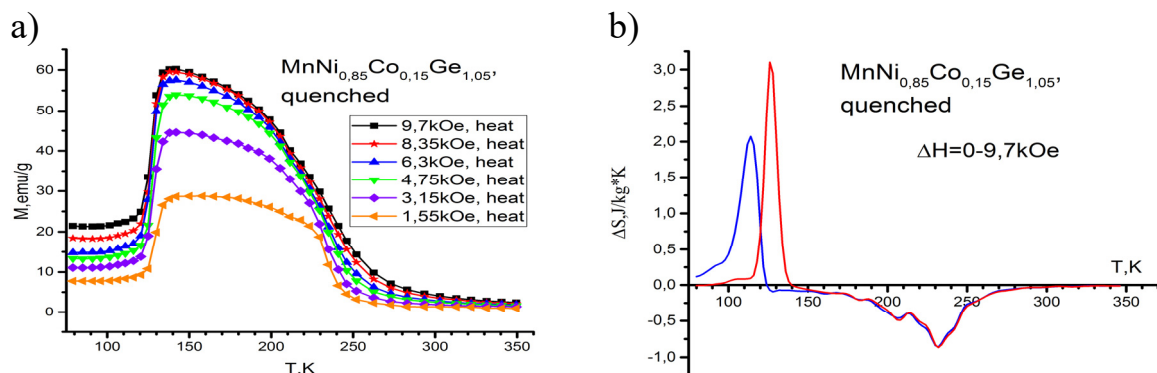 a)
MnNi0,85Co0,15Ge1,05,
quenched
9,7kOe, heat
8,35kOe, heat
6,3kOe, heat
4,75kOe, heat
3,15kOe, heat
1,55kOe, heat
M,emu/g
60
50
40
30
20
10
0
100 150 200 250 300 350
T,K
b)
MnNi0,85Co0,15Ge1,05,
quenched
ΔH=0-9,7kOe
ΔS,J/kg*K
3,0
2,5
2,0
1,5
1,0
0,5
0,0
-0,5
-1,0
100 150 200 250 300 350
T,K